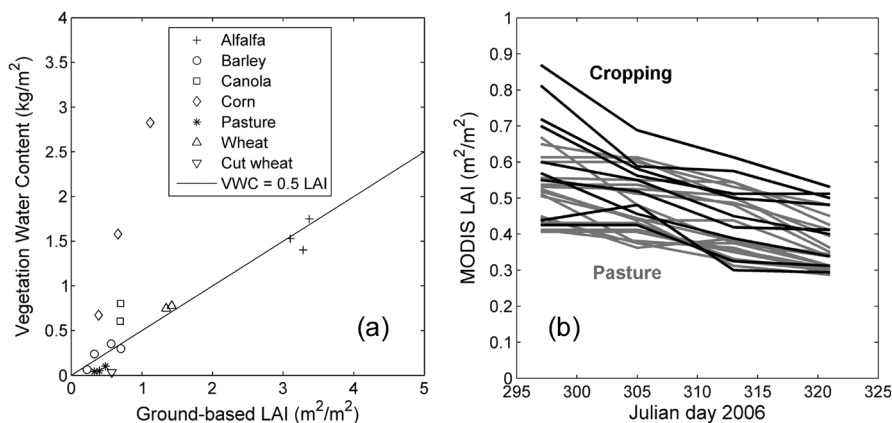 4
3.5
3
2.5
2
1.5
1
0.5
0
Vegetation Water Content (kg/m²)
Alfalfa
Barley
Canola
Corn
Pasture
Wheat
Cut wheat
VWC = 0.5 LAI
(a)
0 1 2 3 4 5
Ground-based LAI (m²/m²)
1
0.9
0.8
0.7
0.6
0.5
0.4
0.3
0.2
0.1
0
MODIS LAI (m²/m²)
Cropping
Pasture
(b)
295 300 305 310 315 320 325
Julian day 2006